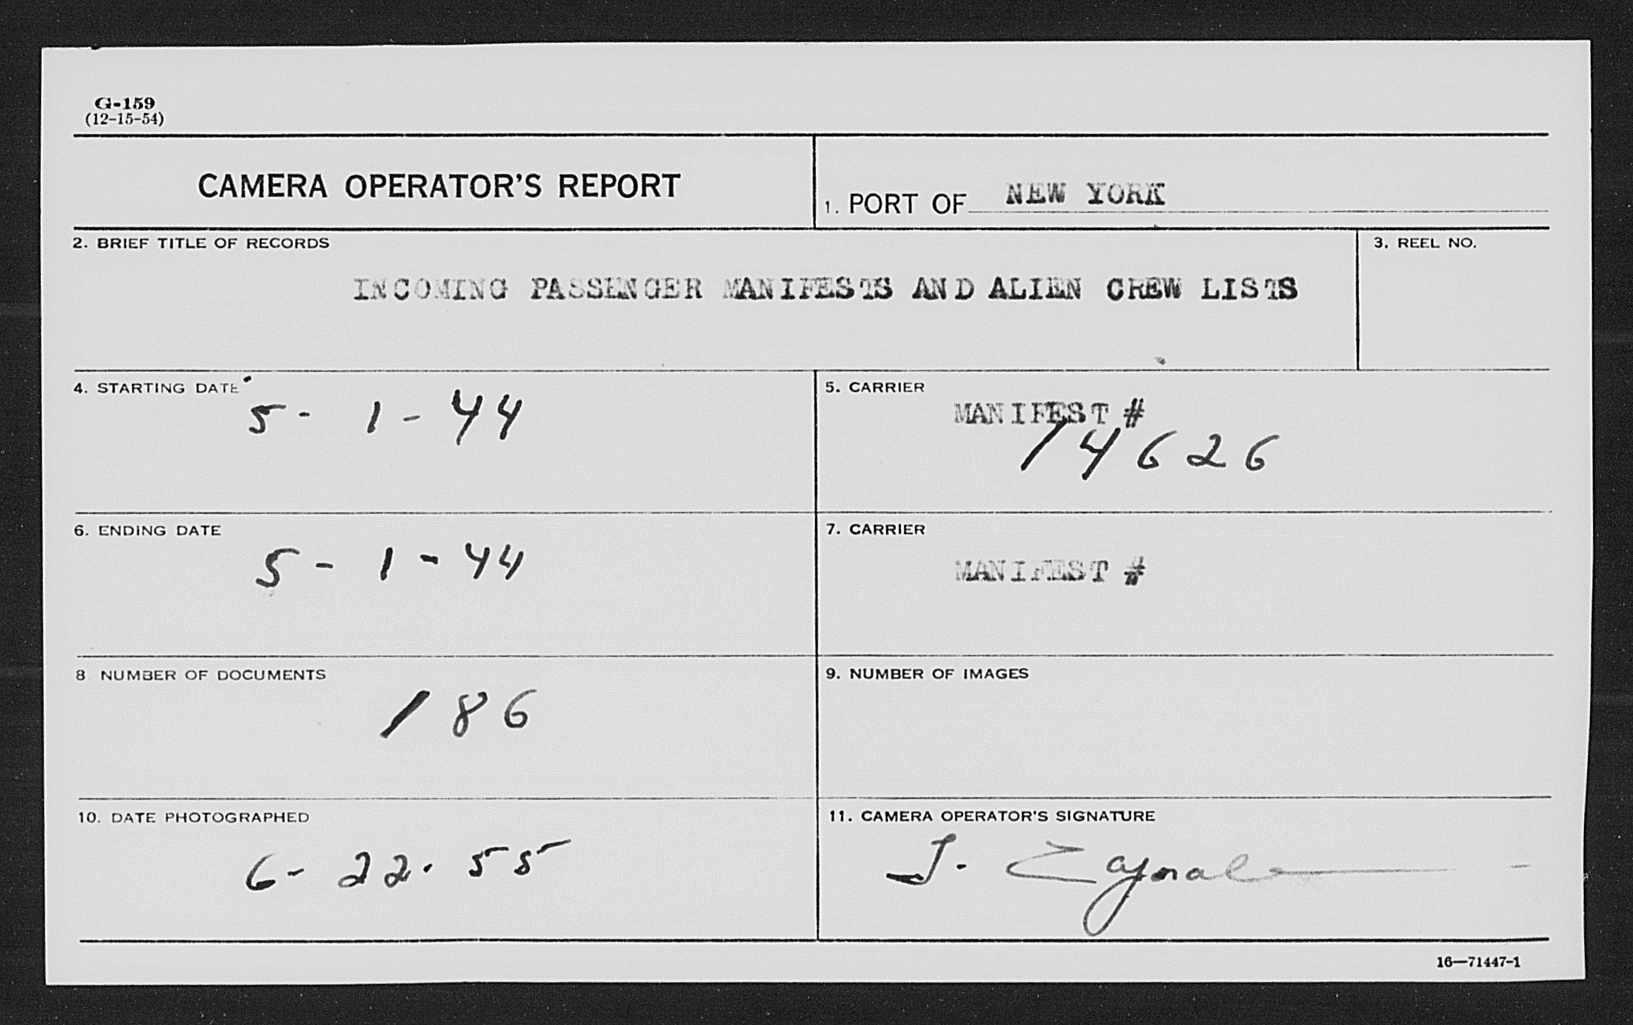 G-159
(12-15-54)
CAMERA OPERATOR'S REPORT
1. PORT OF NEW YORK
2. BRIEF TITLE OF RECORDS
3. REEL NO.
INCOMING PASSENGER MANIFESTS AND ALIEN CREW LISTS
4. STARTING DATE
5-1-44
5. CARRIER
MANIFEST #
14626
6. ENDING DATE
5-1-44
7. CARRIER
MANIFEST #
8 NUMBER OF DOCUMENTS
186
9. NUMBER OF IMAGES
10. DATE PHOTOGRAPHED
6-22.55
11. CAMERA OPERATOR'S SIGNATURE
J.
16—71447-1